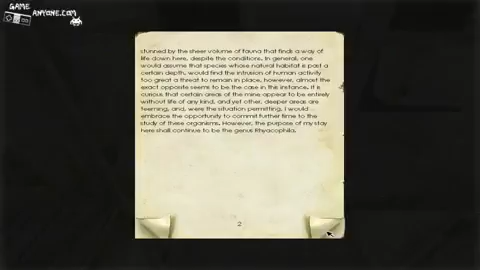 GAME
ANYONE.COM
stunned by the sheer volume of fauna that finds a way of
life down here, despite the conditions. In general, one
would assume that species whose natural habitat is past a
certain depth, would find the intrusion of human activity
too great a threat to remain in place, however, almost the
exact opposite seems to be the case in this instance. It is
curious that certain areas of the mine appear to be entirely
without life of any kind, and yet other, deeper areas are
teeming, and, were the situation permitting, I would
embrace the opportunity to commit further time to the
study of these organisms. However, the purpose of my stay
here shall continue to be the genus Rhyacophila.
2